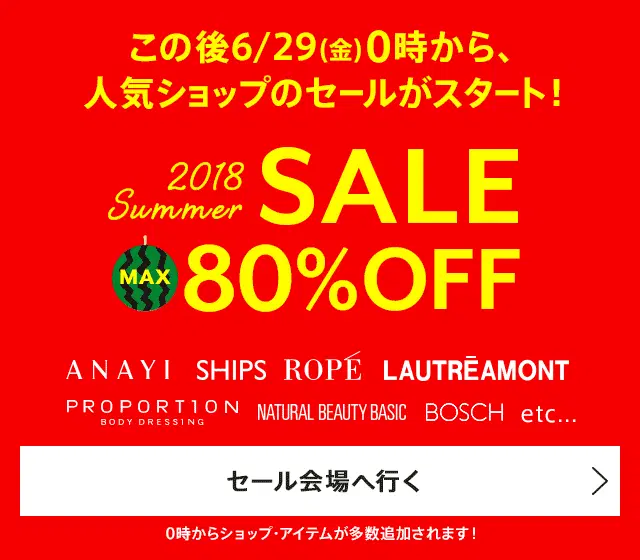 この後6/29(金)0時から、
人気ショップのセールがスタート!
2018
Summer
SALE
MAX
80%OFF
ANAYI SHIPS ROPÉ LAUTRĒAMONT
PROPORTION
BODY DRESSING
NATURAL BEAUTY BASIC BOSCH etc...
セール会場へ行く
0時からショップ・アイテムが多数追加されます!